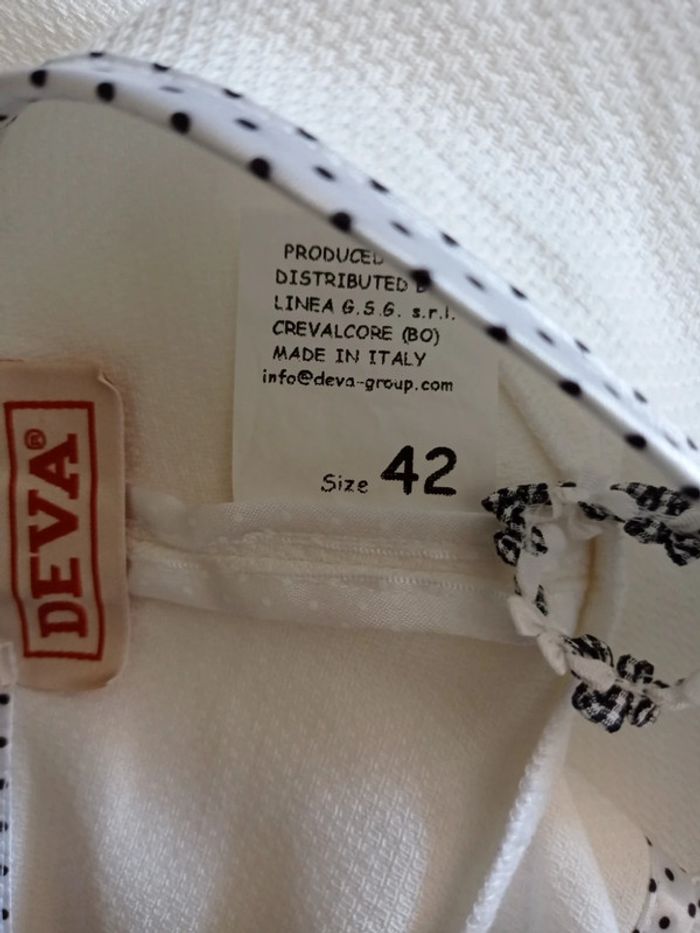 PRODUCED
DISTRIBUTED
LINEA G.S.G. s.r.l.
CREVALCORE (BO)
MADE IN ITALY
info@deva-group.com
Size 42
DEVA®